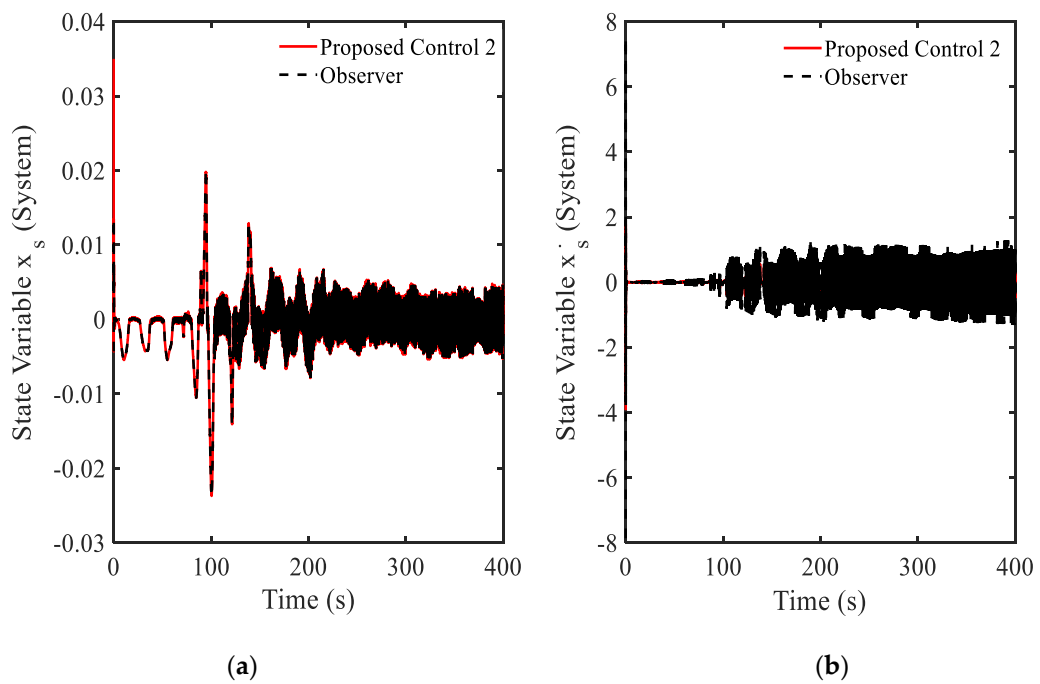 0.04
0.03
0.02
0.01
0
-0.01
-0.02
-0.03
State Variable x_s (System)
Proposed Control 2
Observer
0 100 200 300 400
Time (s)
(a)
8
6
4
2
0
-2
-4
-6
-8
State Variable x_s˙ (System)
Proposed Control 2
Observer
0 100 200 300 400
Time (s)
(b)